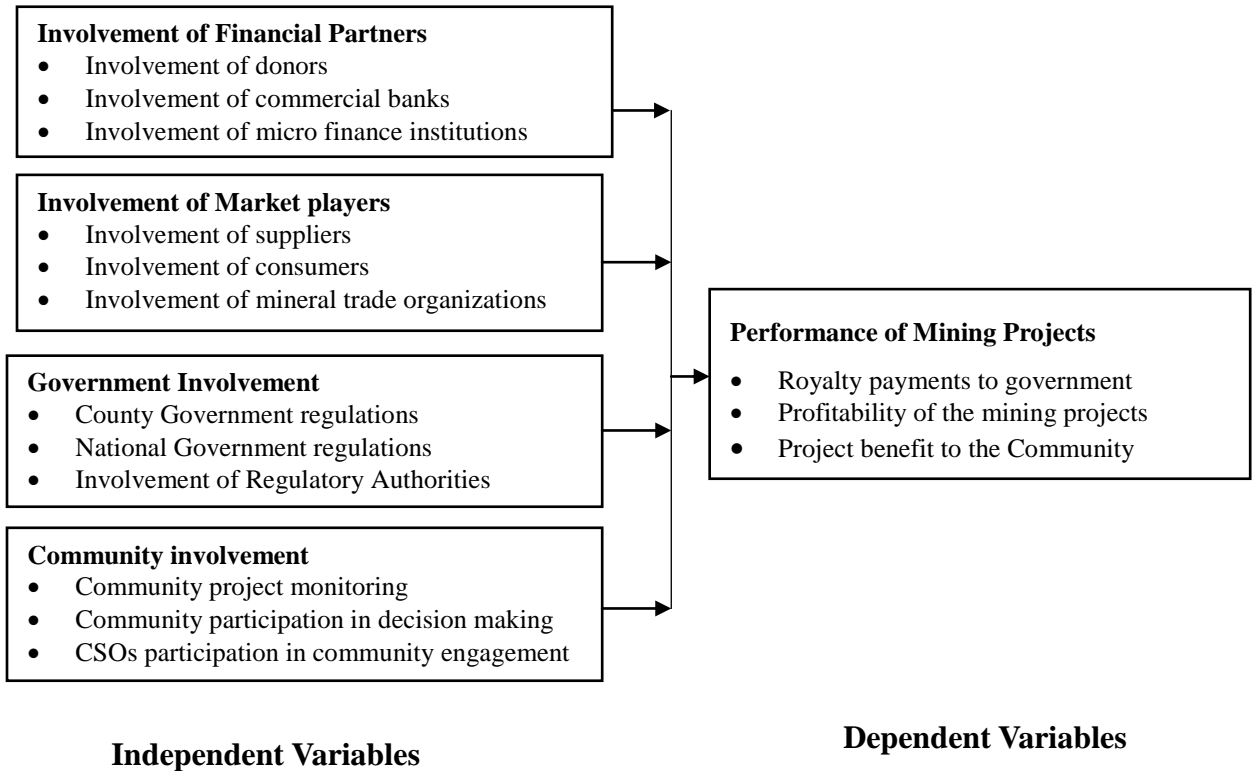 Involvement of Financial Partners
• Involvement of donors
• Involvement of commercial banks
• Involvement of micro finance institutions
Involvement of Market players
• Involvement of suppliers
• Involvement of consumers
• Involvement of mineral trade organizations
Government Involvement
• County Government regulations
• National Government regulations
• Involvement of Regulatory Authorities
Community involvement
• Community project monitoring
• Community participation in decision making
• CSOs participation in community engagement
Performance of Mining Projects
• Royalty payments to government
• Profitability of the mining projects
• Project benefit to the Community
Independent Variables
Dependent Variables